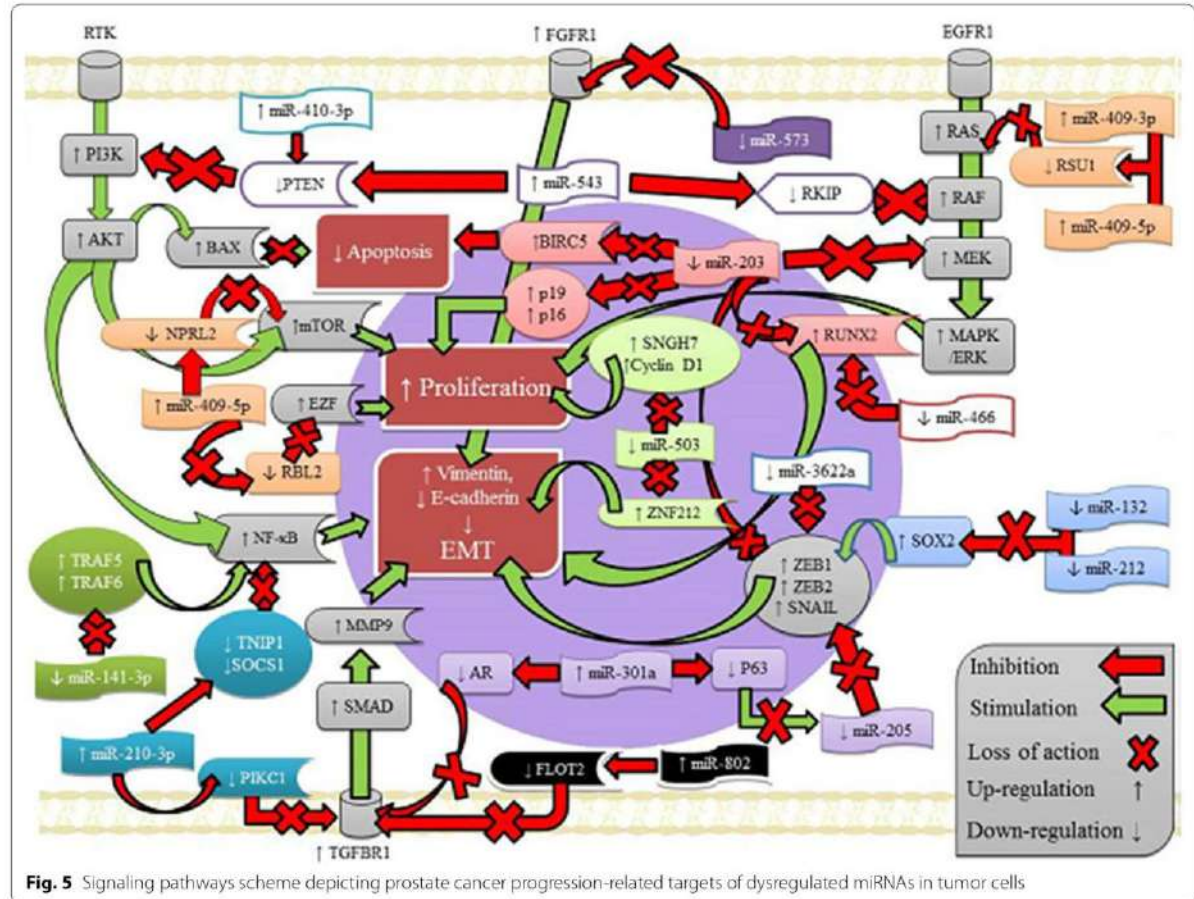 RTK
↑ FGFR1
EGFR1
↑ miR-410-3p
↑ miR-409-3p
↑ RAS
↓ miR-573
↑ PI3K
↓ RSU1
↓PTEN
↑ miR-543
↓ RKIP
↑ RAF
↑ miR-409-5p
↑ AKT
↑ BAX
↓ Apoptosis
↑BIRC5
↓ miR-203
↑ MEK
↑ p19
↑ p16
↓ NPRL2
↑mTOR
↑ SNGH7
↑Cyclin D1
↑ RUNX2
↑ MAPK
/ERK
↑ Proliferation
↑ miR-409-5p
↑ EZF
↓ miR-466
↓ miR-503
↓ RBL2
↑ Vimentin,
↓ E-cadherin
↓
EMT
↓ miR-3622a
↑ ZNF212
↓ miR-132
↑ NF-κB
↑ SOX2
↑ TRAF5
↑ TRAF6
↑ ZEB1
↑ ZEB2
↑ SNAIL
↓ miR-212
↑ MMP9
↓ TNIP1
↓SOCS1
↓ miR-141-3p
↓ AR
↑ miR-301a
↓ P63
↑ SMAD
↓ miR-205
↑ miR-210-3p
↓ PIKC1
↓ FLOT2
↑ miR-802
↑ TGFBR1
Inhibition
Stimulation
Loss of action
Up-regulation ↑
Down-regulation ↓
Fig. 5 Signaling pathways scheme depicting prostate cancer progression-related targets of dysregulated miRNAs in tumor cells